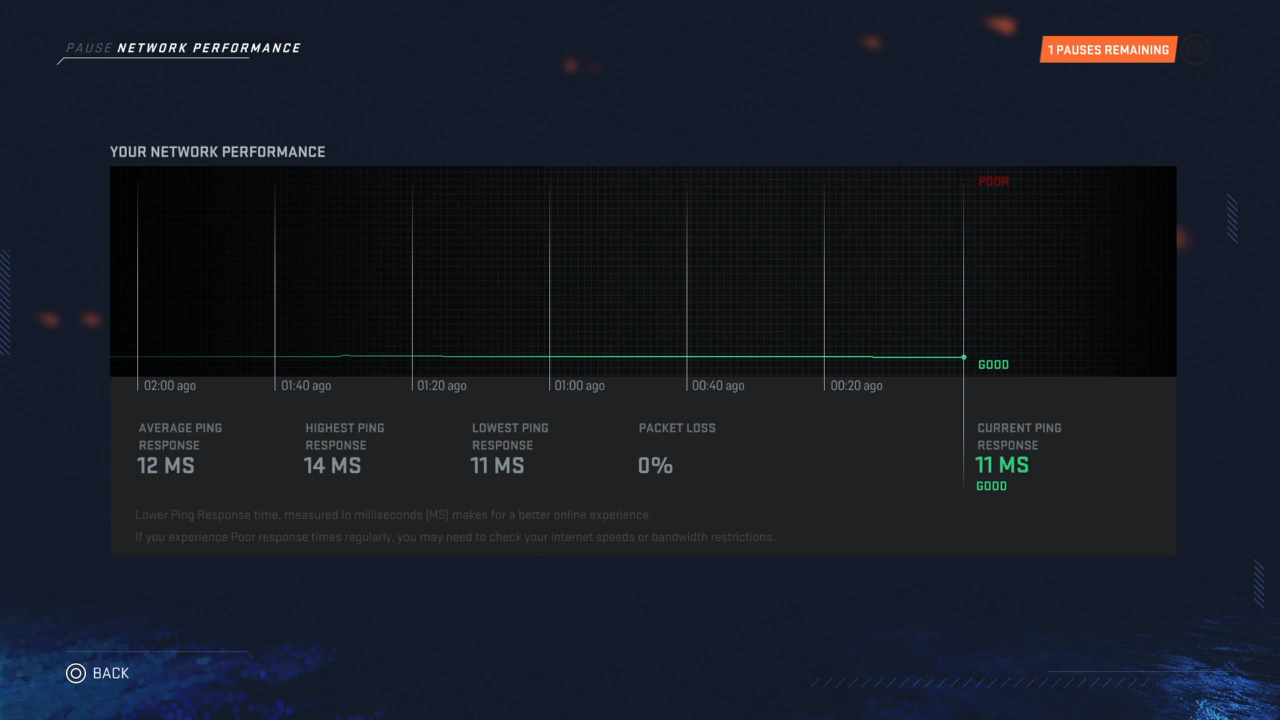 PAUSE NETWORK PERFORMANCE
1 PAUSES REMAINING
YOUR NETWORK PERFORMANCE
POOR
GOOD
02:00 ago
01:40 ago
01:20 ago
01:00 ago
00:40 ago
00:20 ago
AVERAGE PING
RESPONSE
12 MS
HIGHEST PING
RESPONSE
14 MS
LOWEST PING
RESPONSE
11 MS
PACKET LOSS
0%
CURRENT PING
RESPONSE
11 MS
GOOD
Lower Ping Response time, measured in milliseconds (MS) makes for a better online experience.
If you experience Poor response times regularly, you may need to check your internet speeds or bandwidth restrictions.
BACK